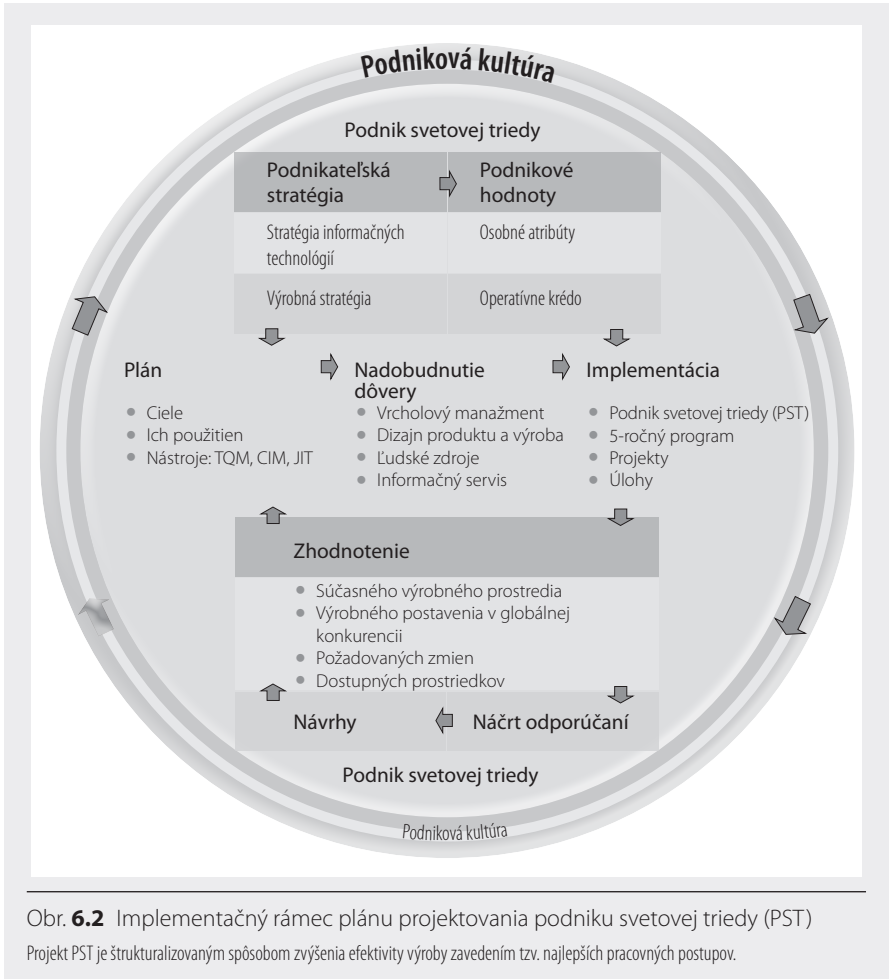 Podniková kultúra
Podnik svetovej triedy
Podnikateľská
stratégia
Podnikové
hodnoty
Stratégia informačných
technológií
Osobné atribúty
Výrobná stratégia
Operatívne krédo
Plán
• Ciele
• Ich použitien
• Nástroje: TQM, CIM, JIT
Nadobudnutie
dôvery
• Vrcholový manažment
• Dizajn produktu a výroba
• Ľudské zdroje
• Informačný servis
Implementácia
• Podnik svetovej triedy (PST)
• 5-ročný program
• Projekty
• Úlohy
Zhodnotenie
• Súčasného výrobného prostredia
• Výrobného postavenia v globálnej
konkurencii
• Požadovaných zmien
• Dostupných prostriedkov
Návrhy
Náčrt odporúčaní
Podnik svetovej triedy
Podniková kultúra
Obr. 6.2 Implementačný rámec plánu projektovania podniku svetovej triedy (PST)
Projekt PST je štrukturalizovaným spôsobom zvýšenia efektivity výroby zavedením tzv. najlepších pracovných postupov.